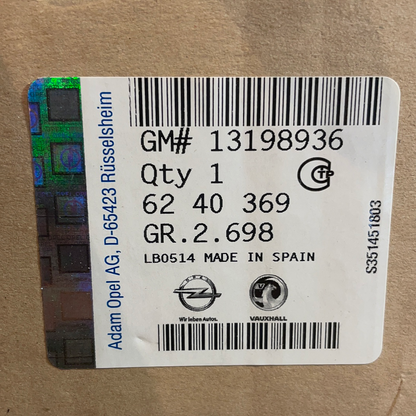 Adam Opel AG, D-65423 Rüsselsheim
GM# 13198936
Qty 1
62 40 369
GR.2.698
LB0514 MADE IN SPAIN
S351451803
Wir leben Autos.
VAUXHALL